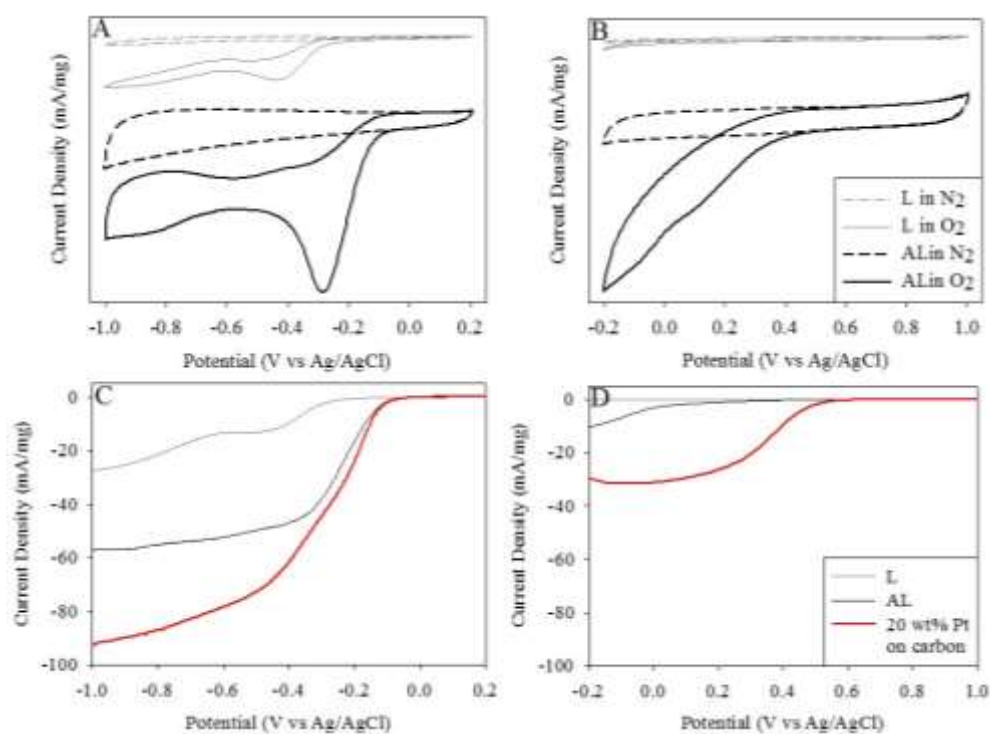 A
Current Density (mA/mg)
-1.0 -0.8 -0.6 -0.4 -0.2 0.0 0.2
Potential (V vs Ag/AgCl)
B
Current Density (mA/mg)
L in N2
L in O2
ALin N2
ALin O2
-0.2 0.0 0.2 0.4 0.6 0.8 1.0
Potential (V vs Ag/AgCl)
C
Current Density (mA/mg)
0
-20
-40
-60
-80
-100
-1.0 -0.8 -0.6 -0.4 -0.2 0.0 0.2
Potential (V vs Ag/AgCl)
D
Current Density (mA/mg)
0
-20
-40
-60
-80
-100
L
AL
20 wt% Pt
on carbon
-0.2 0.0 0.2 0.4 0.6 0.8 1.0
Potential (V vs Ag/AgCl)